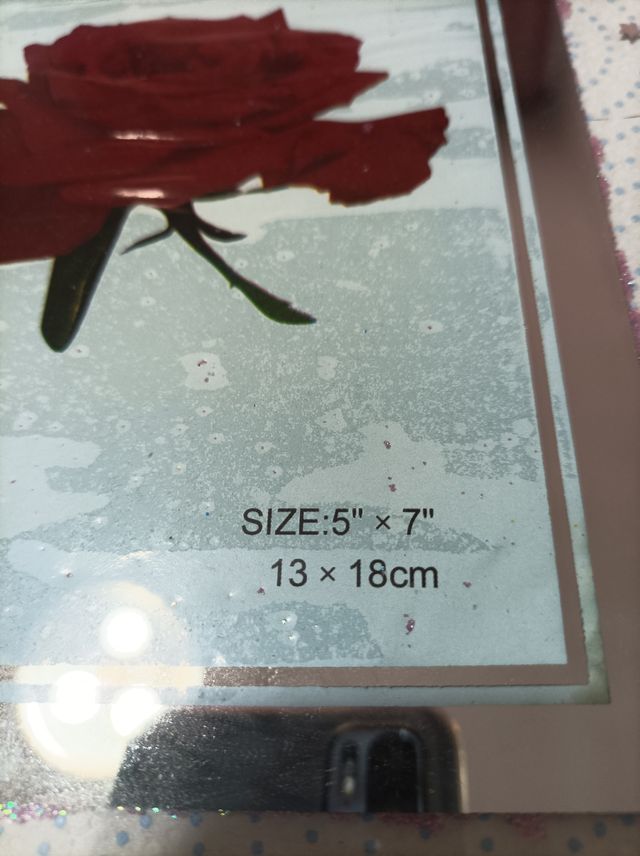 SIZE:5" × 7"
13 × 18cm